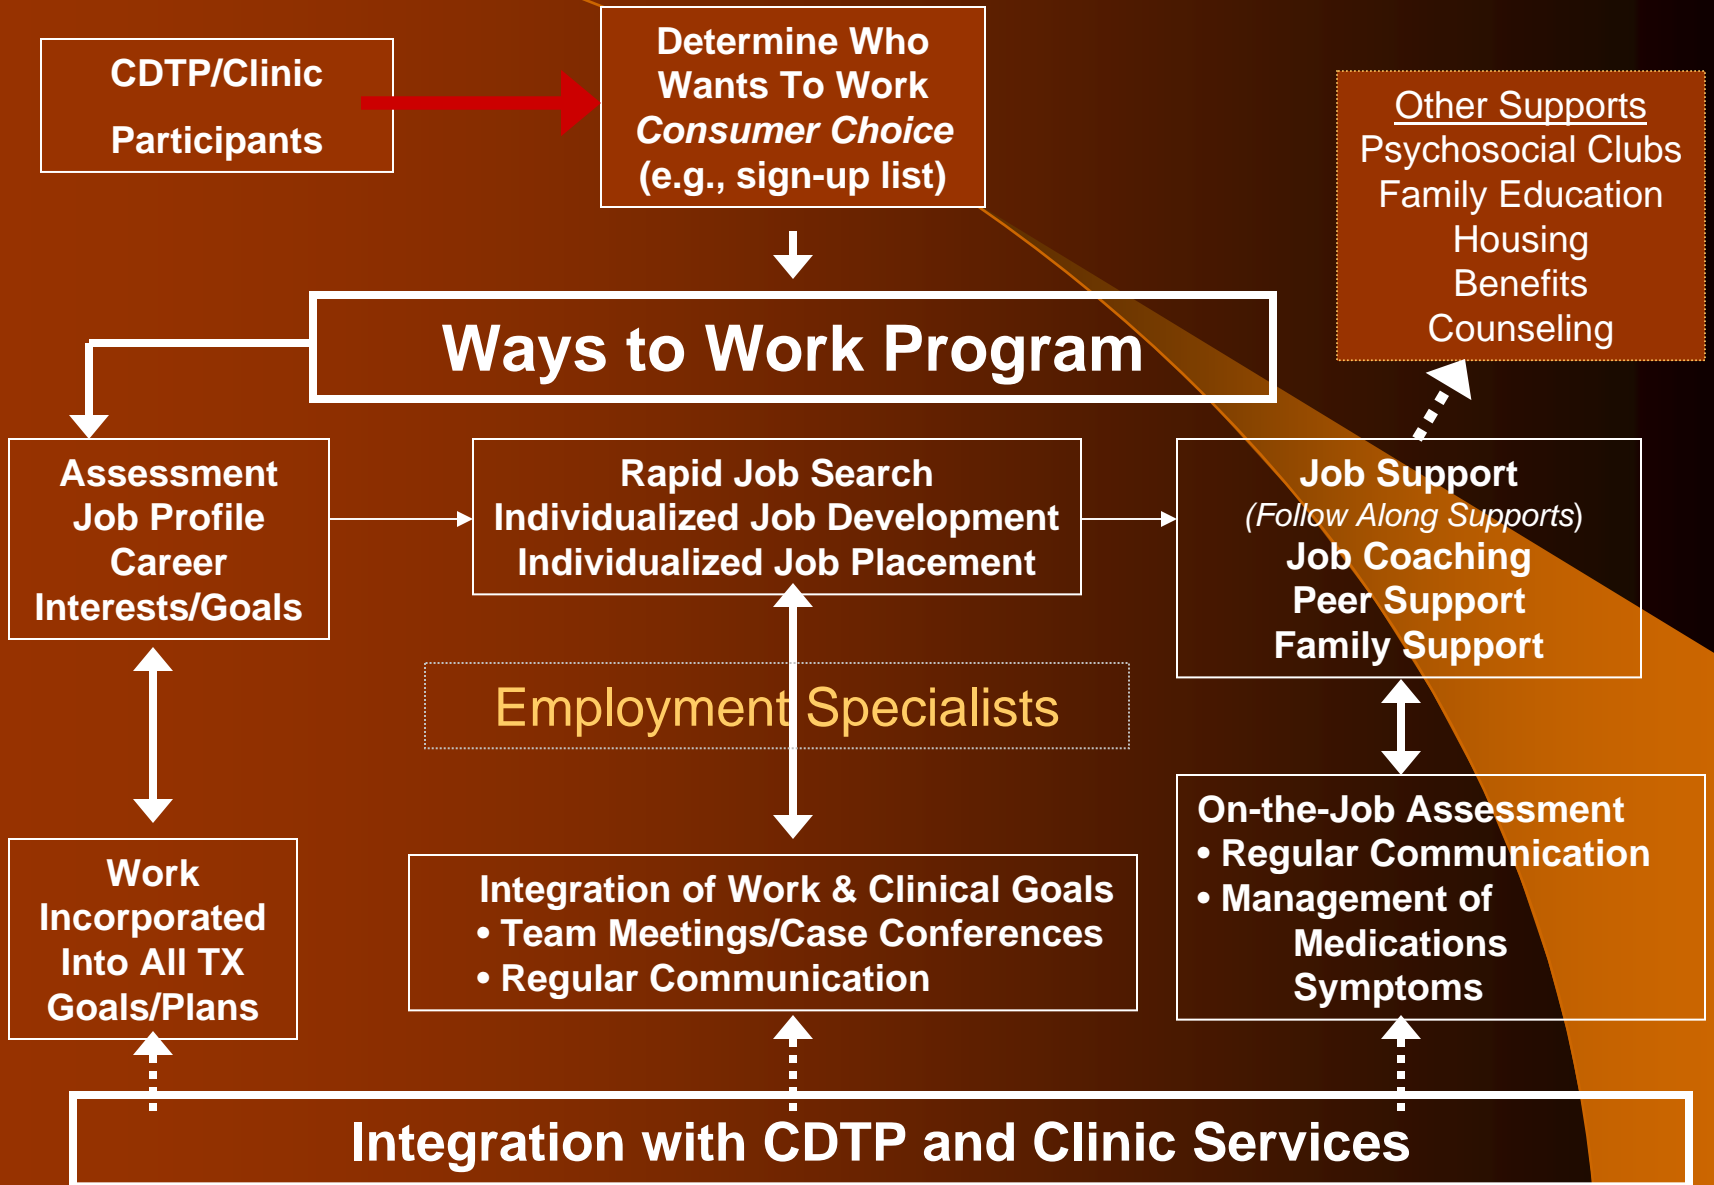 CDTP/Clinic
Participants
Determine Who
Wants To Work
Consumer Choice
(e.g., sign-up list)
Other Supports
Psychosocial Clubs
Family Education
Housing
Benefits
Counseling
Ways to Work Program
Assessment
Job Profile
Career
Interests/Goals
Rapid Job Search
Individualized Job Development
Individualized Job Placement
Job Support
(Follow Along Supports)
Job Coaching
Peer Support
Family Support
Employment Specialists
Work
Incorporated
Into All TX
Goals/Plans
Integration of Work & Clinical Goals
• Team Meetings/Case Conferences
• Regular Communication
On-the-Job Assessment
• Regular Communication
• Management of
Medications
Symptoms
Integration with CDTP and Clinic Services